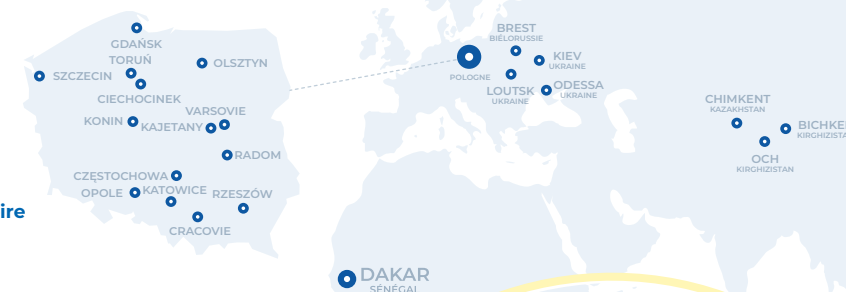 GDAŃSK
TORUŃ
OLSZTYN
SZCZECIN
CIECHOCINEK
VARSOVIE
KONIN
KAJETANY
RADOM
CZĘSTOCHOWA
OPOLE
KATOWICE
RZESZÓW
CRACOVIE
ire
BREST
BIÉLORUSSIE
KIEV
UKRAINE
POLOGNE
LOUTSK
UKRAINE
ODESSA
UKRAINE
CHIMKENT
KAZAKHSTAN
BICHKE
KIRGHIZISTA
OCH
KIRGHIZISTAN
DAKAR
SÉNÉGAL